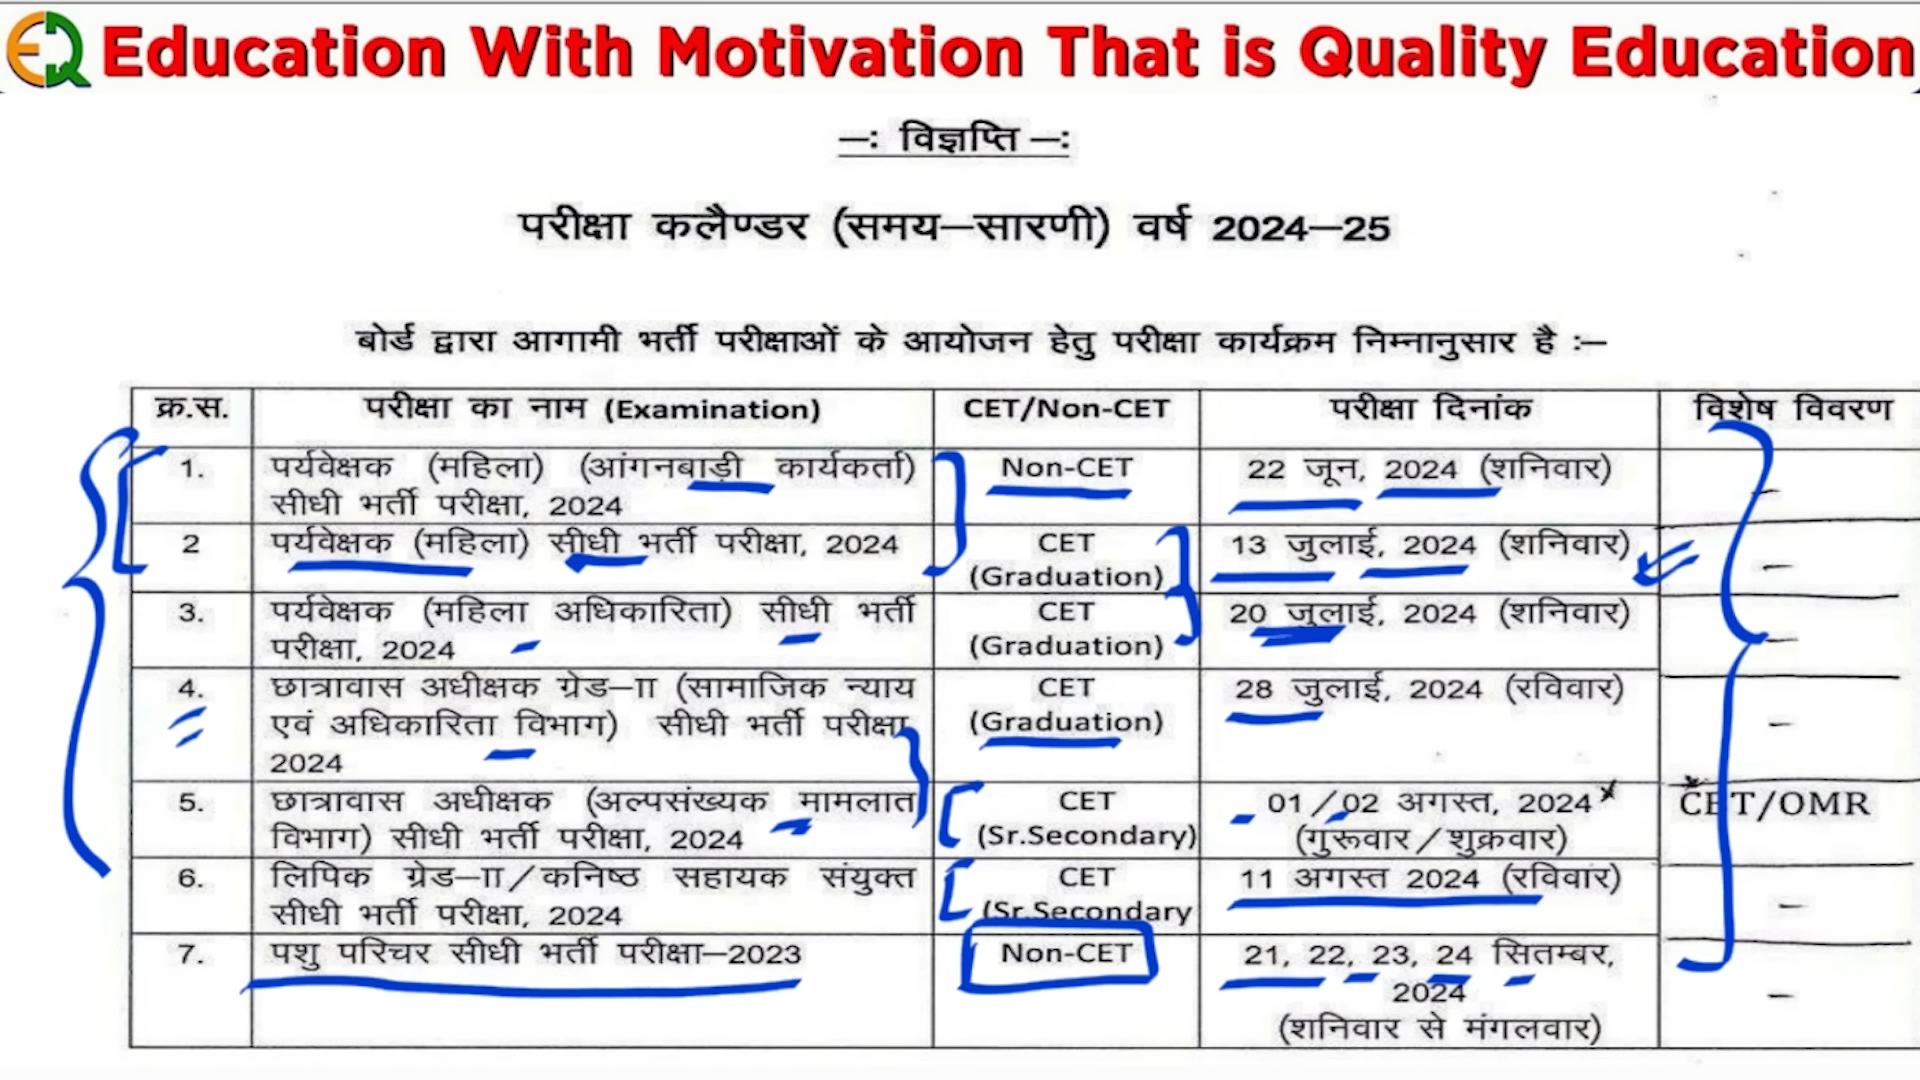 EQ Education With Motivation That is Quality Education
—: विज्ञप्ति —:
परीक्षा कलैण्डर (समय—सारणी) वर्ष 2024—25
बोर्ड द्वारा आगामी भर्ती परीक्षाओं के आयोजन हेतु परीक्षा कार्यक्रम निम्नानुसार है :—
क्र.स. परीक्षा का नाम (Examination) CET/Non-CET परीक्षा दिनांक विशेष विवरण
1. पर्यवेक्षक (महिला) (आंगनबाड़ी कार्यकर्ता) Non-CET 22 जून, 2024 (शनिवार) –
सीधी भर्ती परीक्षा, 2024
2 पर्यवेक्षक (महिला) सीधी भर्ती परीक्षा, 2024 CET 13 जुलाई, 2024 (शनिवार) –
(Graduation)
3. पर्यवेक्षक (महिला अधिकारिता) सीधी भर्ती CET 20 जुलाई, 2024 (शनिवार) –
परीक्षा, 2024 (Graduation)
4. छात्रावास अधीक्षक ग्रेड—II (सामाजिक न्याय CET 28 जुलाई, 2024 (रविवार)
एवं अधिकारिता विभाग) सीधी भर्ती परीक्षा, (Graduation) –
2024
5. छात्रावास अधीक्षक (अल्पसंख्यक मामलात CET 01/02 अगस्त, 2024* CET/OMR
विभाग) सीधी भर्ती परीक्षा, 2024 (Sr.Secondary) (गुरूवार/शुक्रवार)
6. लिपिक ग्रेड—II/कनिष्ठ सहायक संयुक्त CET 11 अगस्त 2024 (रविवार) –
सीधी भर्ती परीक्षा, 2024 (Sr.Secondary
7. पशु परिचर सीधी भर्ती परीक्षा—2023 Non-CET 21, 22, 23, 24 सितम्बर,
2024 –
(शनिवार से मंगलवार)